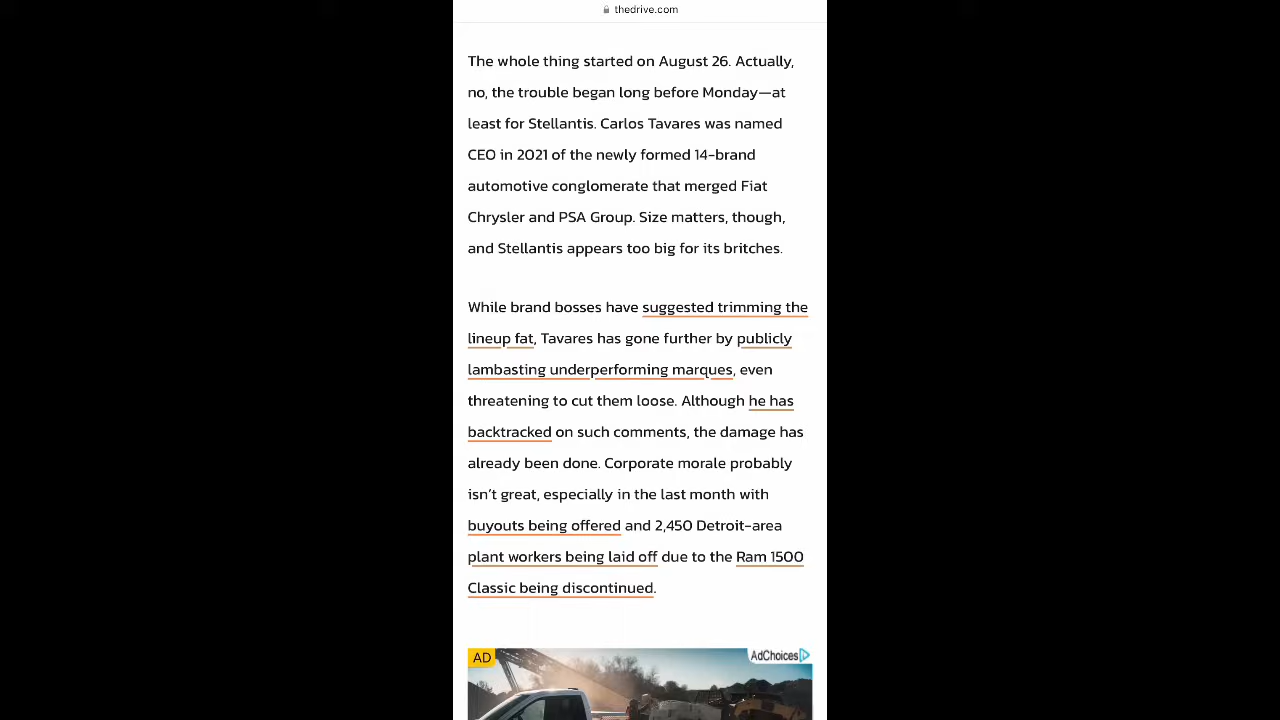 thedrive.com
The whole thing started on August 26. Actually,
no, the trouble began long before Monday—at
least for Stellantis. Carlos Tavares was named
CEO in 2021 of the newly formed 14-brand
automotive conglomerate that merged Fiat
Chrysler and PSA Group. Size matters, though,
and Stellantis appears too big for its britches.
While brand bosses have suggested trimming the
lineup fat, Tavares has gone further by publicly
lambasting underperforming marques, even
threatening to cut them loose. Although he has
backtracked on such comments, the damage has
already been done. Corporate morale probably
isn't great, especially in the last month with
buyouts being offered and 2,450 Detroit-area
plant workers being laid off due to the Ram 1500
Classic being discontinued.
AD
AdChoices